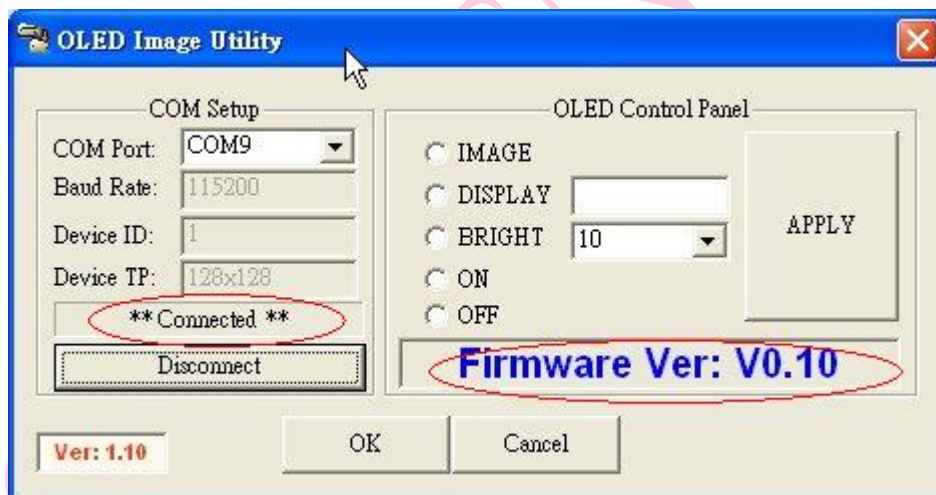 OLED Image Utility
COM Setup
COM Port: COM9
Baud Rate: 115200
Device ID: 1
Device TP: 128x128
** Connected **
Disconnect
OLED Control Panel
IMAGE
DISPLAY
BRIGHT 10
ON
OFF
APPLY
Firmware Ver: V0.10
Ver: 1.10
OK
Cancel